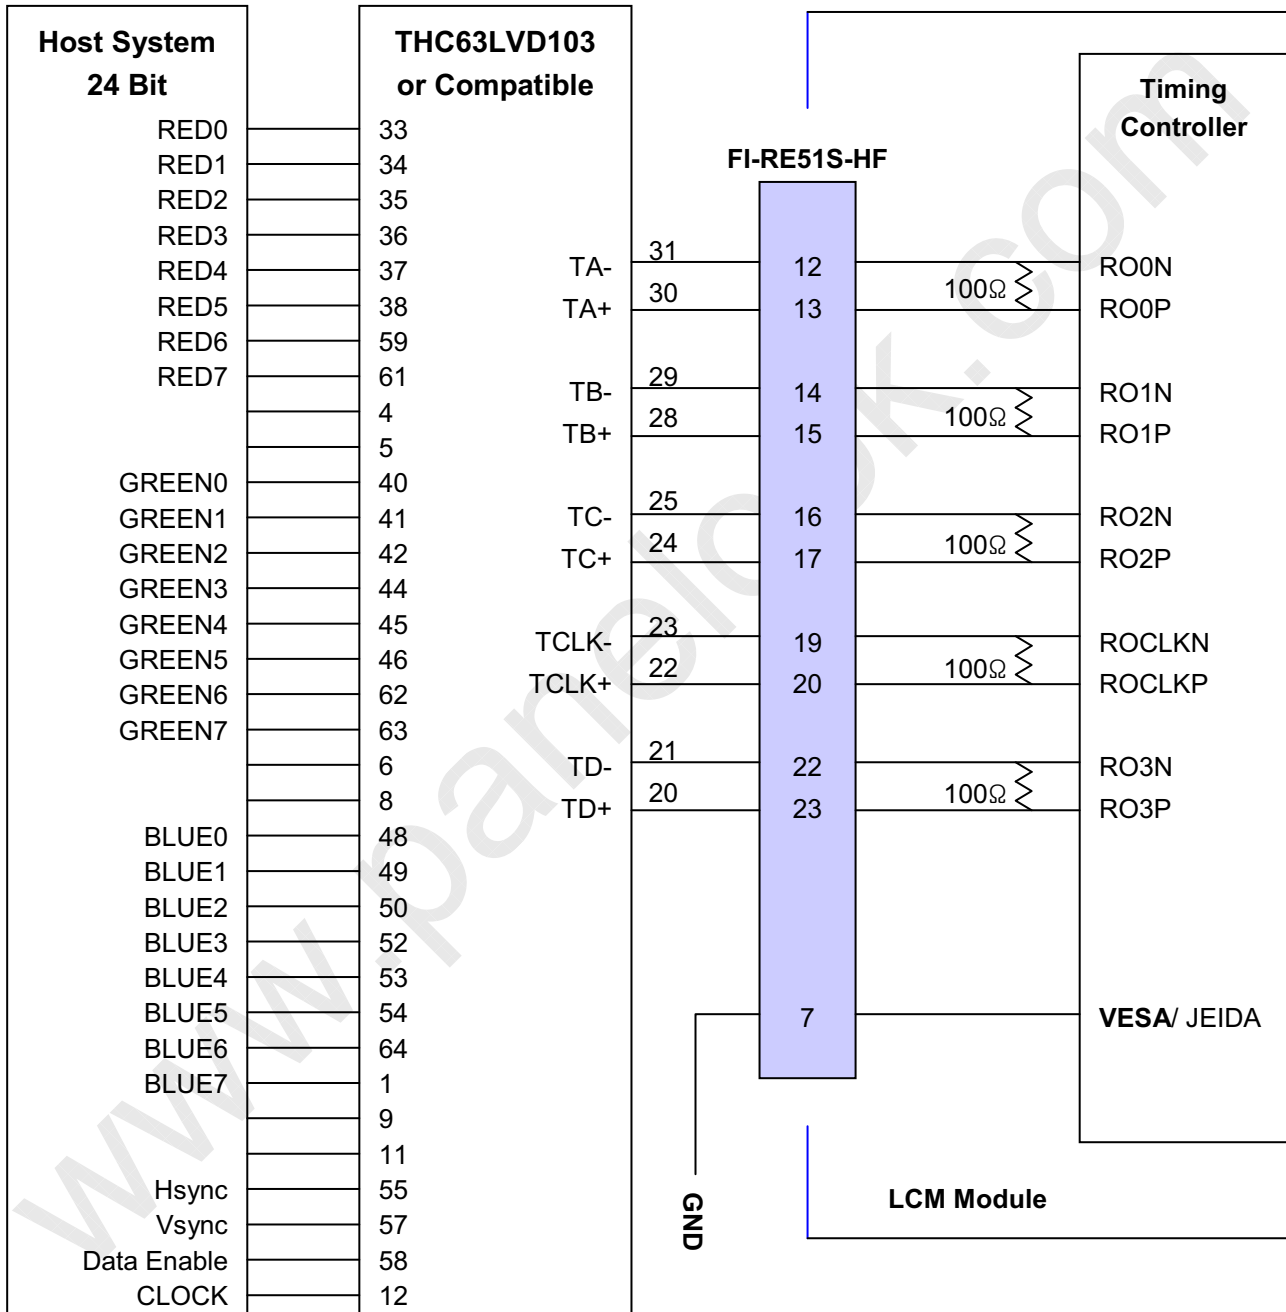 Host System
24 Bit
RED0
RED1
RED2
RED3
RED4
RED5
RED6
RED7
GREEN0
GREEN1
GREEN2
GREEN3
GREEN4
GREEN5
GREEN6
GREEN7
BLUE0
BLUE1
BLUE2
BLUE3
BLUE4
BLUE5
BLUE6
BLUE7
Hsync
Vsync
Data Enable
CLOCK
THC63LVD103
or Compatible
33
34
35
36
37
38
59
61
4
5
40
41
42
44
45
46
62
63
6
8
48
49
50
52
53
54
64
1
9
11
55
57
58
12
TA- 31
TA+ 30
TB- 29
TB+ 28
TC- 25
TC+ 24
TCLK- 23
TCLK+ 22
TD- 21
TD+ 20
GND
FI-RE51S-HF
12
13
14
15
16
17
19
20
22
23
7
100Ω
100Ω
100Ω
100Ω
100Ω
Timing
Controller
RO0N
RO0P
RO1N
RO1P
RO2N
RO2P
ROCLKN
ROCLKP
RO3N
RO3P
VESA/ JEIDA
LCM Module
www.panelook.com